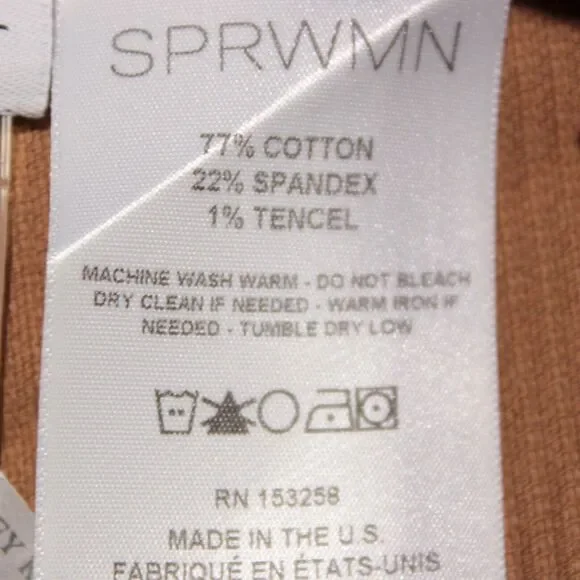 SPRWMN
77% COTTON
22% SPANDEX
1% TENCEL
MACHINE WASH WARM - DO NOT BLEACH
DRY CLEAN IF NEEDED - WARM IRON IF
NEEDED - TUMBLE DRY LOW
RN 153258
MADE IN THE U.S.
FABRIQUÉ EN ÉTATS-UNIS